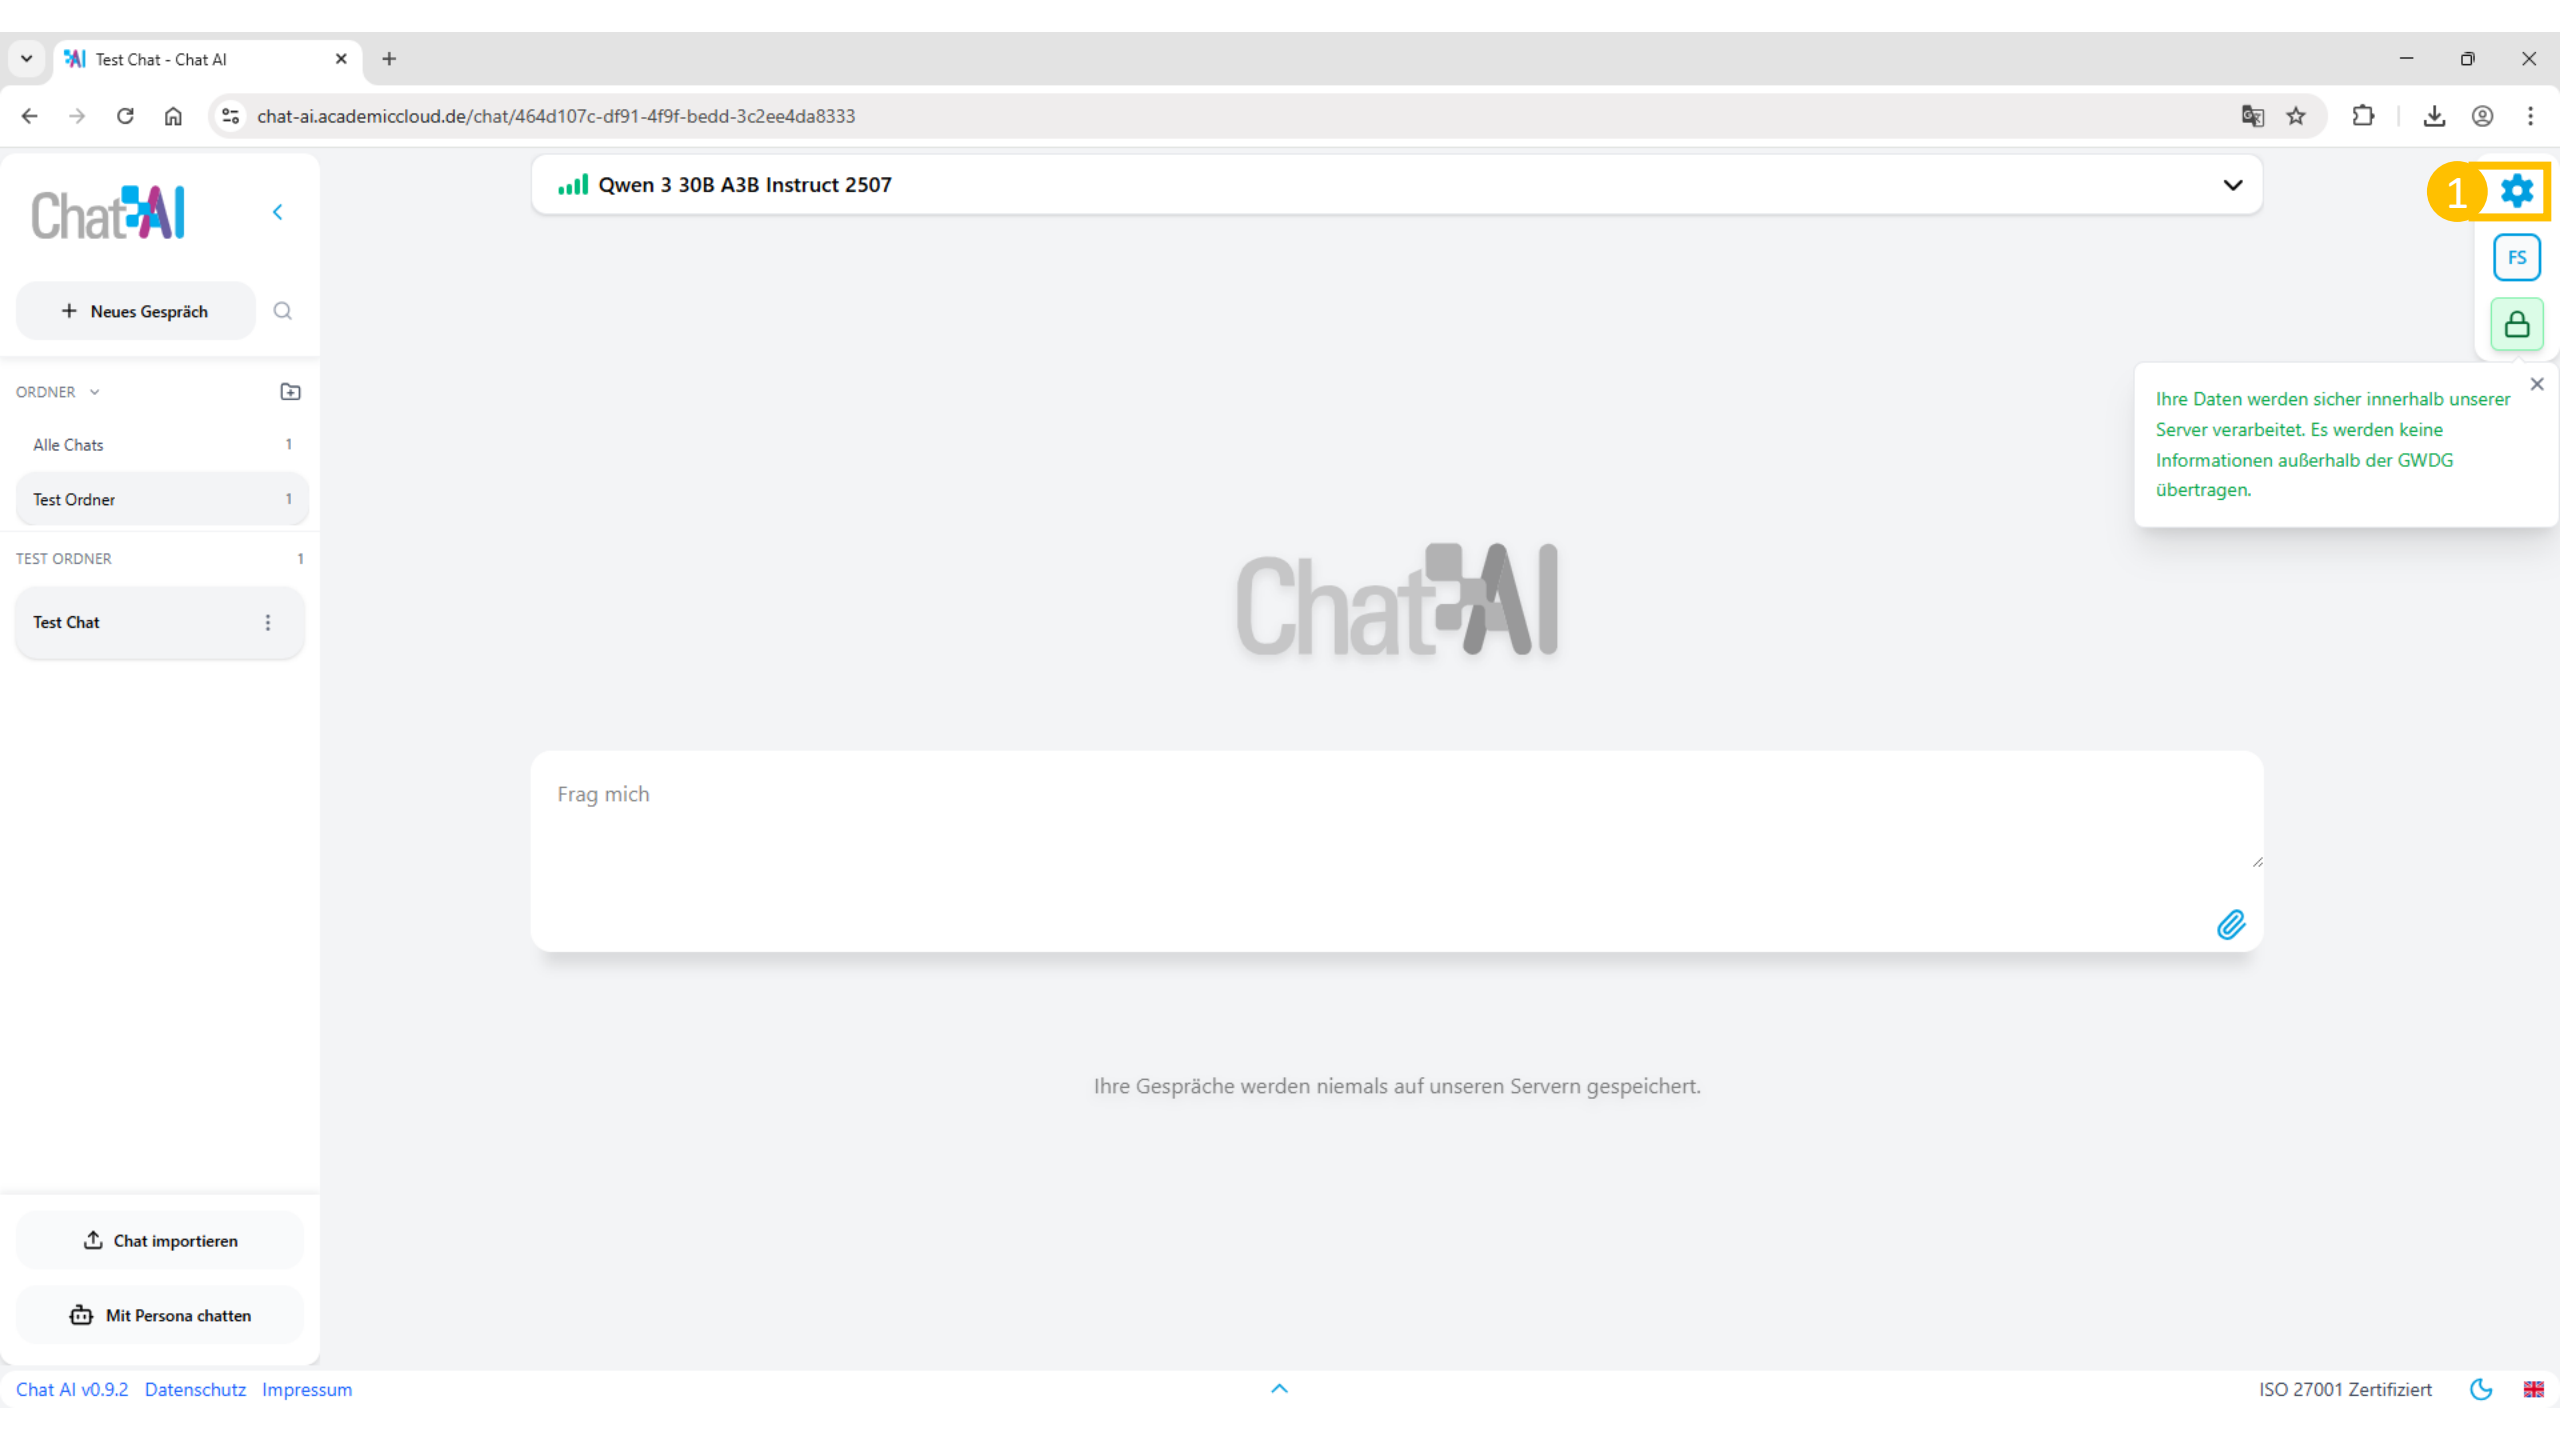 Test Chat - Chat AI
chat-ai.academiccloud.de/chat/464d107c-df91-4f9f-bedd-3c2ee4da8333
Chat AI
Qwen 3 30B A3B Instruct 2507
1
FS
Neues Gespräch
Ihre Daten werden sicher innerhalb unserer
Server verarbeitet. Es werden keine
Informationen außerhalb der GWDG
übertragen.
ORDNER
Alle Chats 1
Test Ordner 1
TEST ORDNER 1
Test Chat
Chat AI
Frag mich
Ihre Gespräche werden niemals auf unseren Servern gespeichert.
Chat importieren
Mit Persona chatten
Chat AI v0.9.2 Datenschutz Impressum
ISO 27001 Zertifiziert